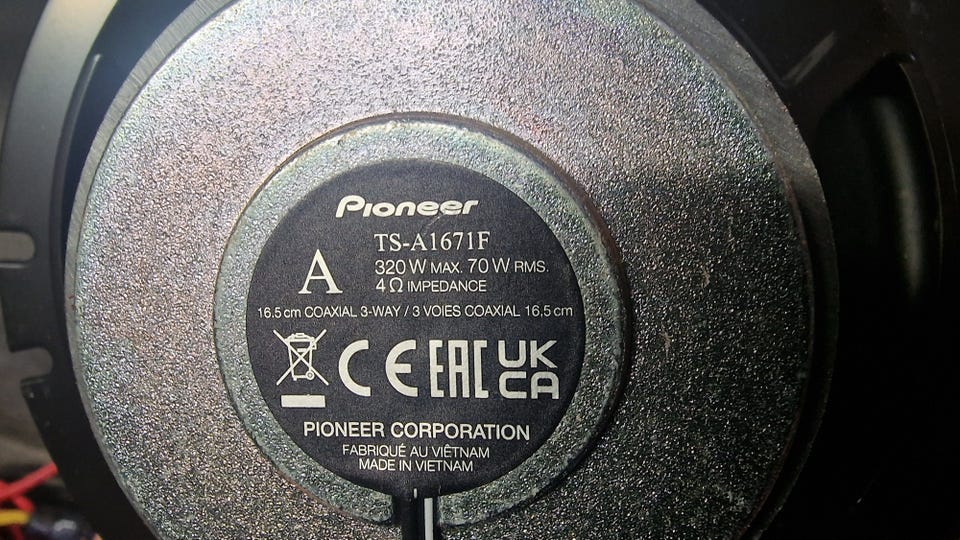 Pioneer
TS-A1671F
A
320 W MAX. 70 W RMS.
4 Ω IMPEDANCE
16.5 cm COAXIAL 3-WAY / 3 VOIES COAXIAL 16,5 cm
CE EAC UK CA
PIONEER CORPORATION
FABRIQUÉ AU VIÊTNAM
MADE IN VIETNAM